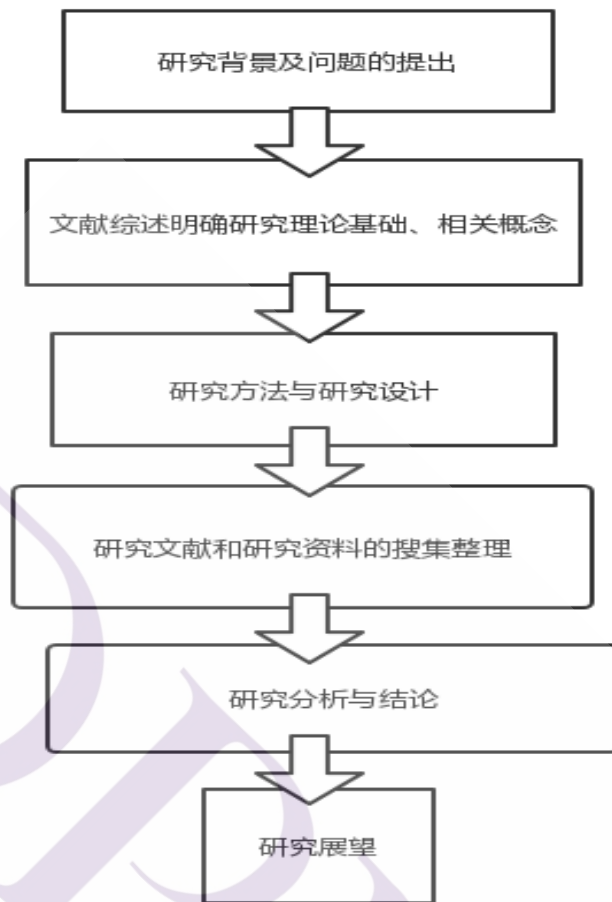 研究背景及问题的提出
文献综述明确研究理论基础、相关概念
研究方法与研究设计
研究文献和研究资料的搜集整理
研究分析与结论
研究展望